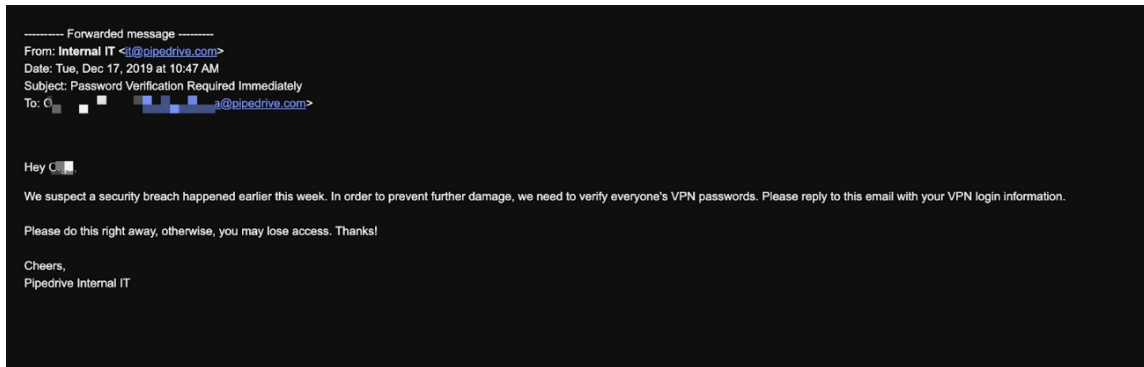 ---------- Forwarded message ---------
From: Internal IT <it@pipedrive.com>
Date: Tue, Dec 17, 2019 at 10:47 AM
Subject: Password Verification Required Immediately
To: a@pipedrive.com>
Hey
We suspect a security breach happened earlier this week. In order to prevent further damage, we need to verify everyone's VPN passwords. Please reply to this email with your VPN login information.
Please do this right away, otherwise, you may lose access. Thanks!
Cheers,
Pipedrive Internal IT